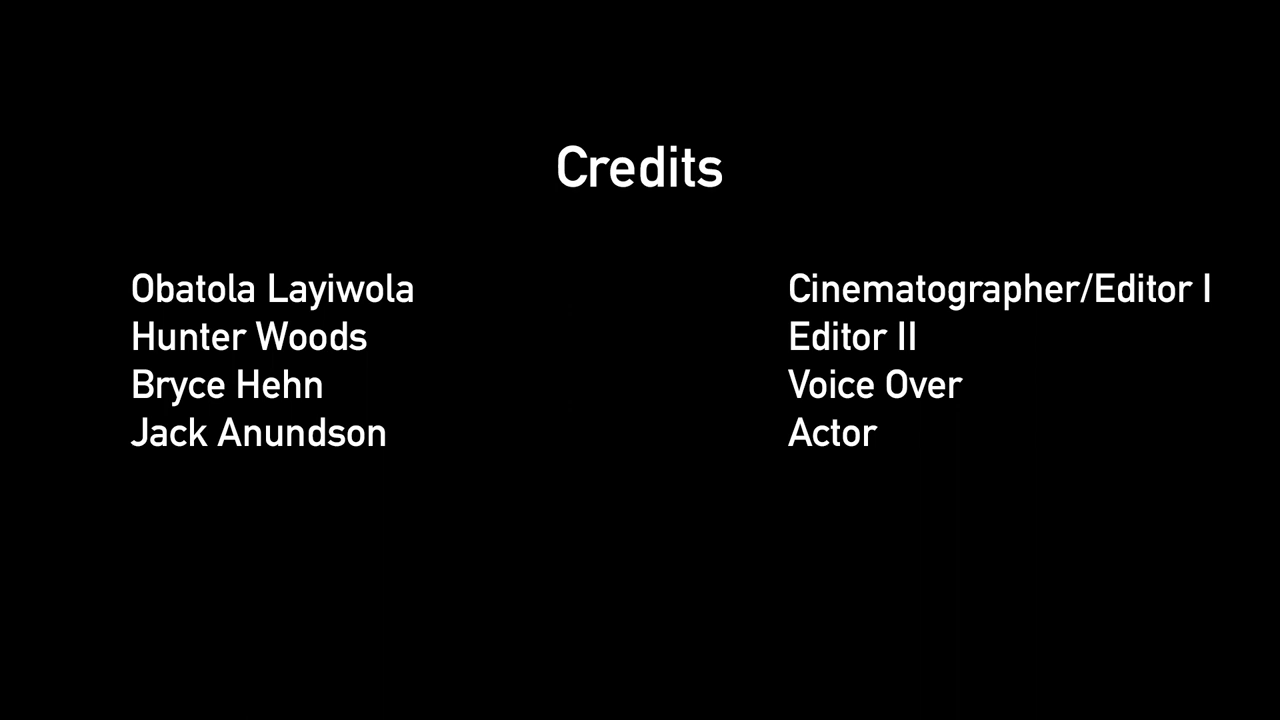 Credits
Obatola Layiwola Cinematographer/Editor I
Hunter Woods Editor II
Bryce Hehn Voice Over
Jack Anundson Actor